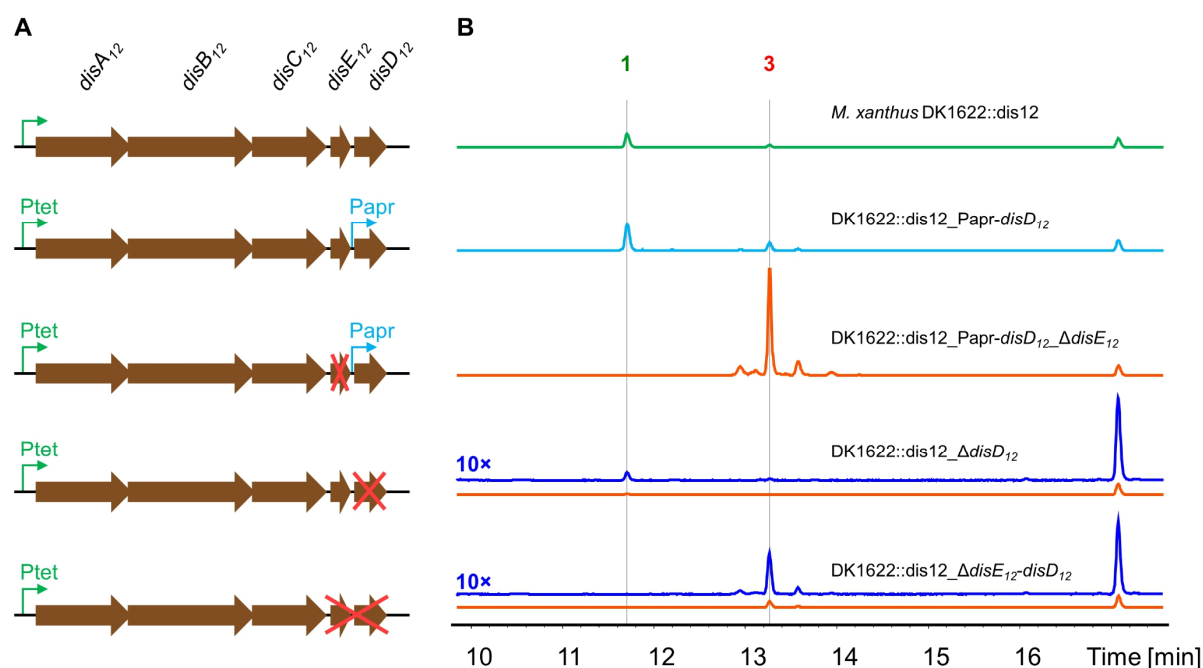 A
B
disA12 disB12 disC12 disE12 disD12
1 3
M. xanthus DK1622::dis12
Ptet Papr
DK1622::dis12_Papr-disD12
Ptet Papr
DK1622::dis12_Papr-disD12_ΔdisE12
Ptet
10×
DK1622::dis12_ΔdisD12
Ptet
10×
DK1622::dis12_ΔdisE12-disD12
10 11 12 13 14 15 16 Time [min]